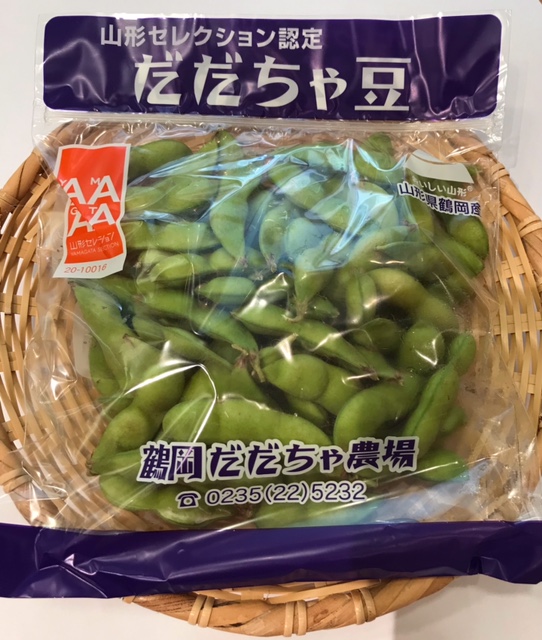 山形セレクション認定
だだちゃ豆
山形セレクション
YAMAGATA SELECTION
20-10016
おいしい山形®
山形県鶴岡産
鶴岡だだちゃ農場
☎ 0235(22)5232